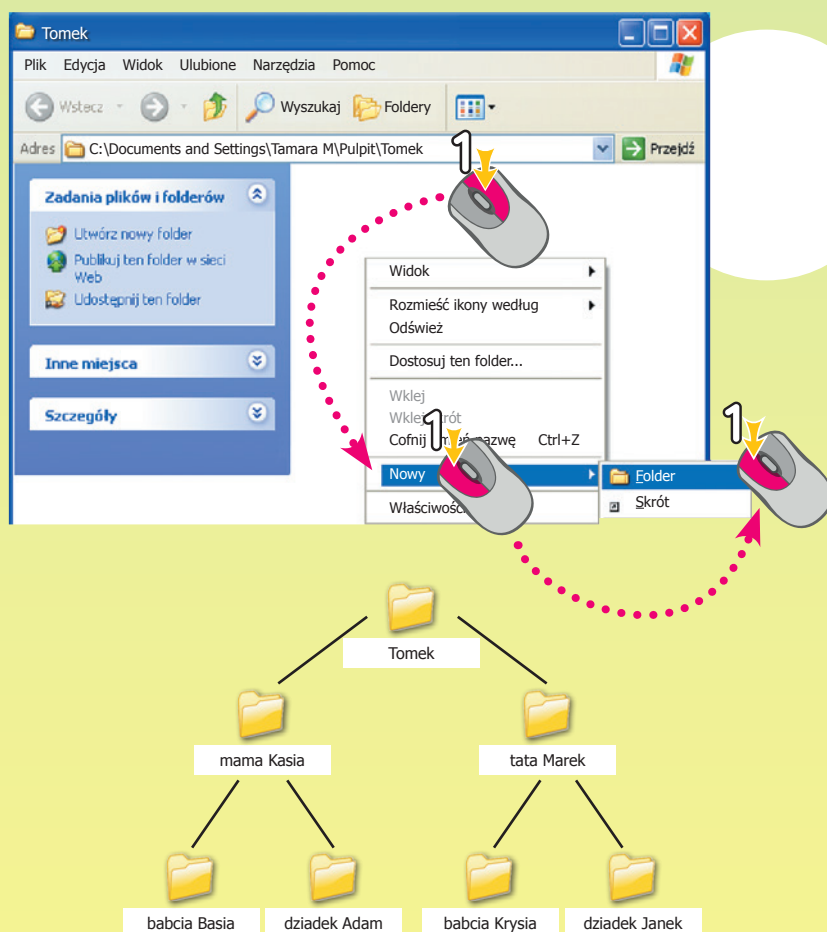 Tomek
Plik Edycja Widok Ulubione Narzędzia Pomoc
Wstecz Wyszukaj Foldery
Adres C:\Documents and Settings\Tamara M\Pulpit\Tomek Przejdź
1
Zadania plików i folderów
Utwórz nowy folder
Publikuj ten folder w sieci
Web
Udostępnij ten folder
Inne miejsca
Szczegóły
Widok
Rozmieść ikony według
Odśwież
Dostosuj ten folder...
Wklej
Wklej skrót
Cofnij nazwę Ctrl+Z
1
1
Nowy
Właściwości
Folder
Skrót
Tomek
mama Kasia tata Marek
babcia Basia dziadek Adam babcia Krysia dziadek Janek